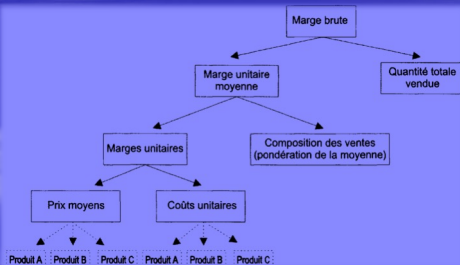 Marge brute
Marge unitaire
moyenne
Quantité totale
vendue
Marges unitaires
Composition des ventes
(pondération de la moyenne)
Prix moyens
Coûts unitaires
Produit A
Produit B
Produit C
Produit A
Produit B
Produit C